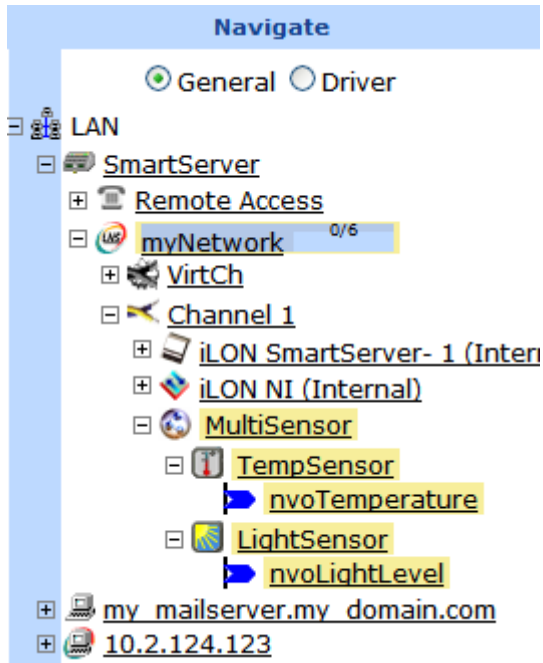 Navigate
General Driver
LAN
SmartServer
Remote Access
myNetwork 0/6
VirtCh
Channel 1
iLON SmartServer- 1 (Interr
iLON NI (Internal)
MultiSensor
TempSensor
nvoTemperature
LightSensor
nvoLightLevel
my_mailserver.my_domain.com
10.2.124.123